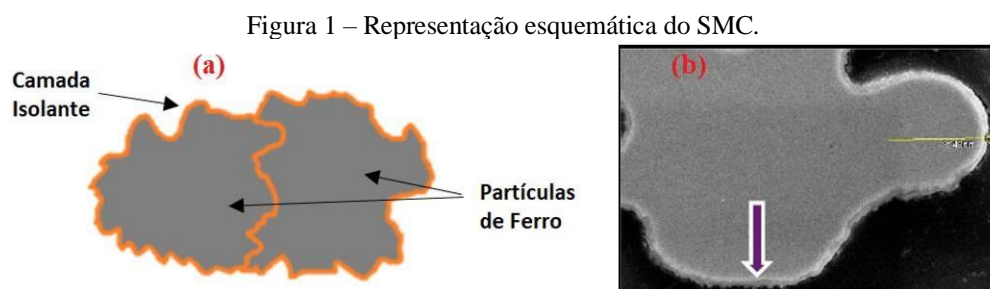 Figura 1 – Representação esquemática do SMC.
(a)
Camada
Isolante
Partículas
de Ferro
(b)